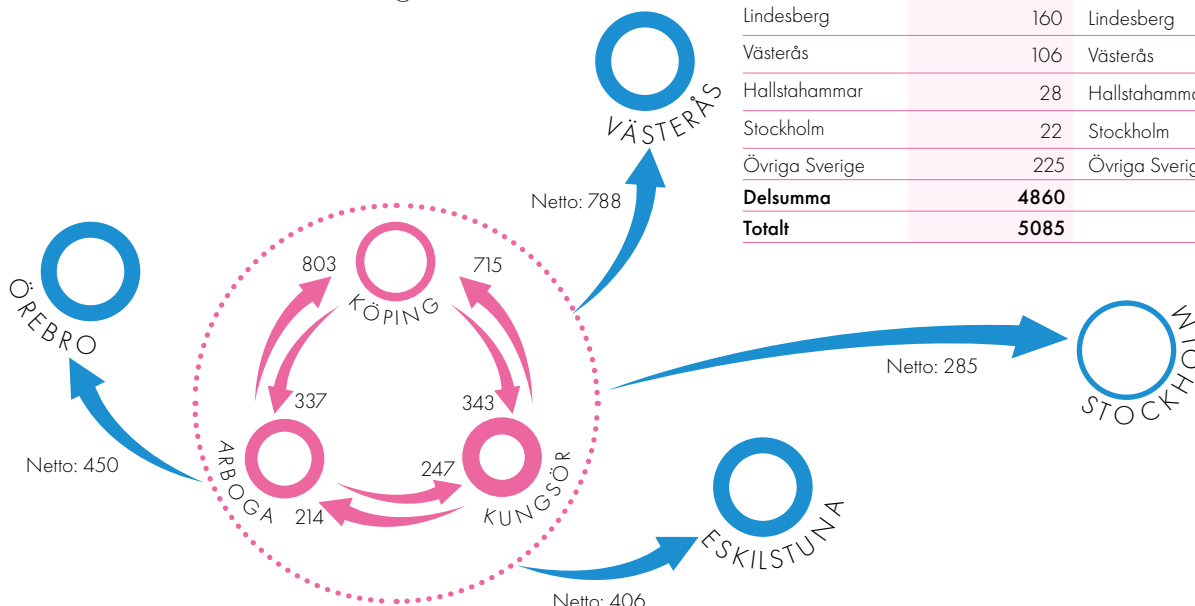 Lindesberg 160 Lindesberg
Västerås 106 Västerås
Hallstahammar 28
Stockholm 22 Stockholm
Övriga Sverige 225 Övriga
Delsumma 4860
Totalt 5085
VÄSTERÅS
Netto: 788
ÖREBRO
803
715
KÖPING
STOCKHOLM
Netto: 285
337
343
Netto: 450
ARBOGA
247
KUNGSÖR
214
ESKILSTUNA
Netto: 406